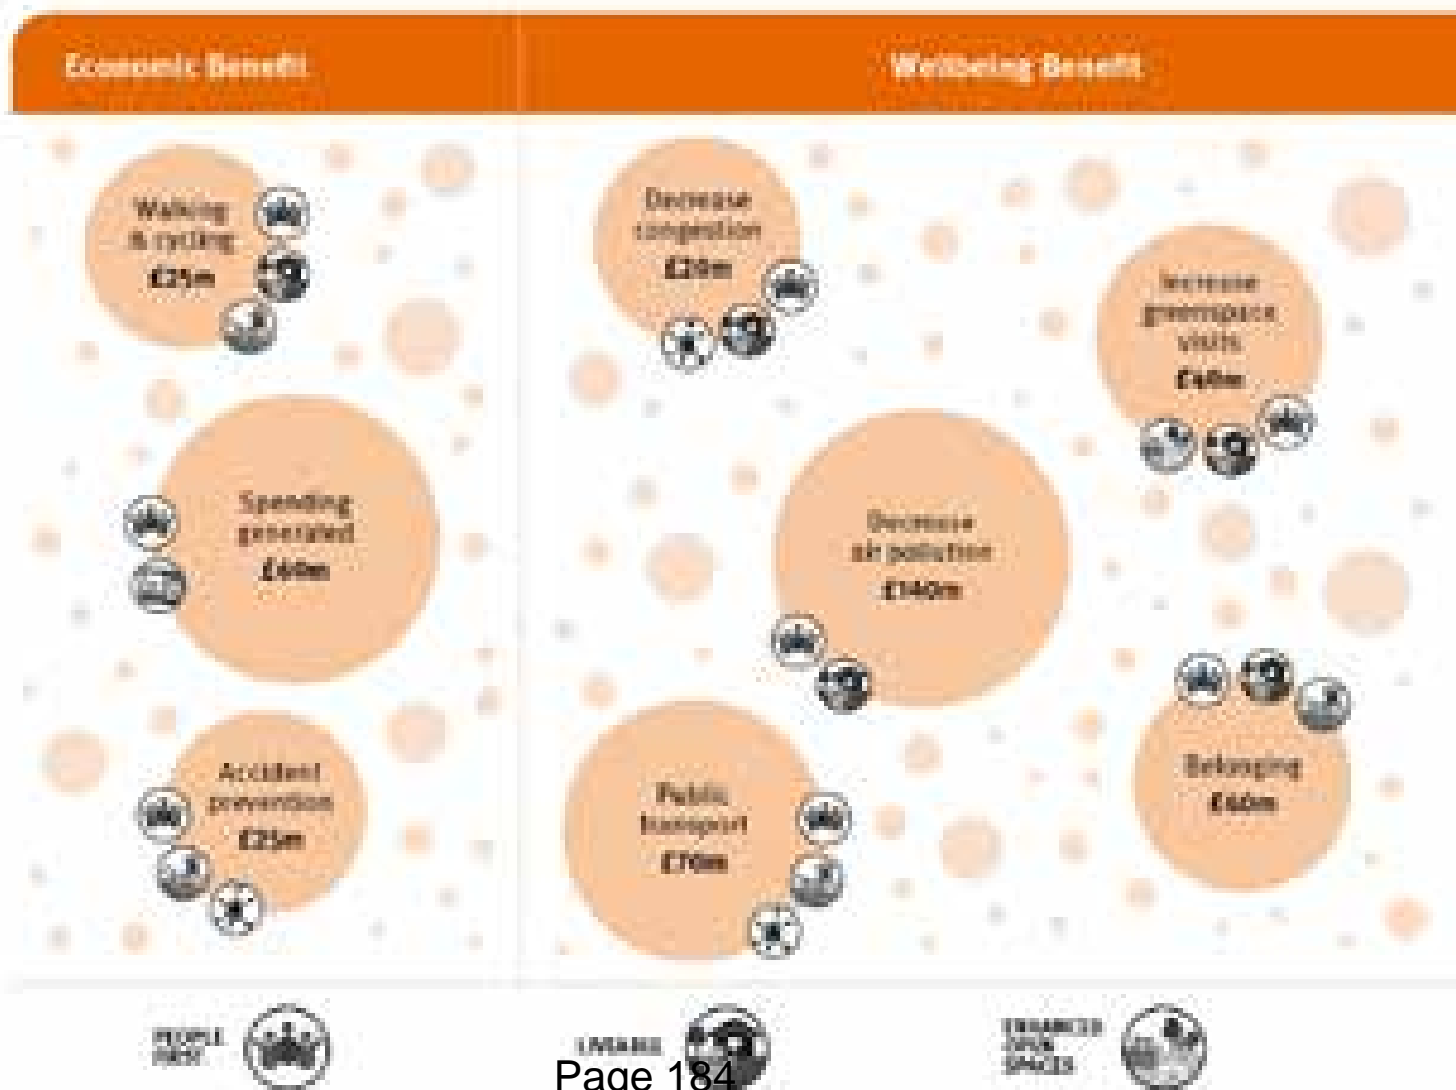 Economic Benefit
Wellbeing Benefit
Walking
& cycling
£25m
Decrease
congestion
£20m
Increase
greenspace
visits
Spending
generated
£60m
Decrease
air pollution
£140m
Accident
prevention
£25m
Public
transport
£70m
Belonging
£60m
PEOPLE
FIRST
LIVEABLE
ENHANCED
OPEN
SPACES
Page 184